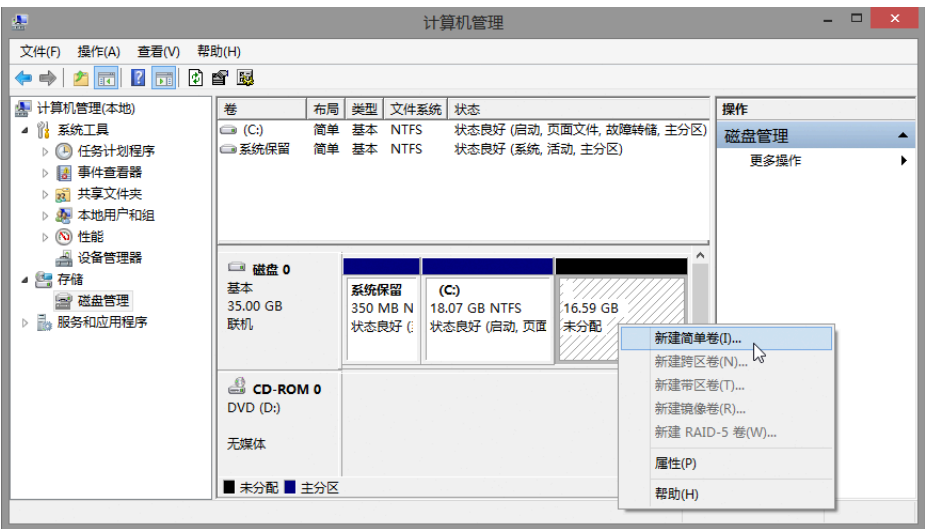 计算机管理
文件(F) 操作(A) 查看(V) 帮助(H)
计算机管理(本地)
系统工具
任务计划程序
事件查看器
共享文件夹
本地用户和组
性能
设备管理器
存储
磁盘管理
服务和应用程序
卷 布局 类型 文件系统 状态
(C:) 简单 基本 NTFS 状态良好 (启动, 页面文件, 故障转储, 主分区)
系统保留 简单 基本 NTFS 状态良好 (系统, 活动, 主分区)
操作
磁盘管理
更多操作
磁盘 0
基本
35.00 GB
联机
系统保留
350 MB N
状态良好 (
(C:)
18.07 GB NTFS
状态良好 (启动, 页面
16.59 GB
未分配
新建简单卷(I)...
新建跨区卷(N)...
新建带区卷(T)...
新建镜像卷(R)...
新建 RAID-5 卷(W)...
属性(P)
帮助(H)
CD-ROM 0
DVD (D:)
无媒体
未分配 主分区